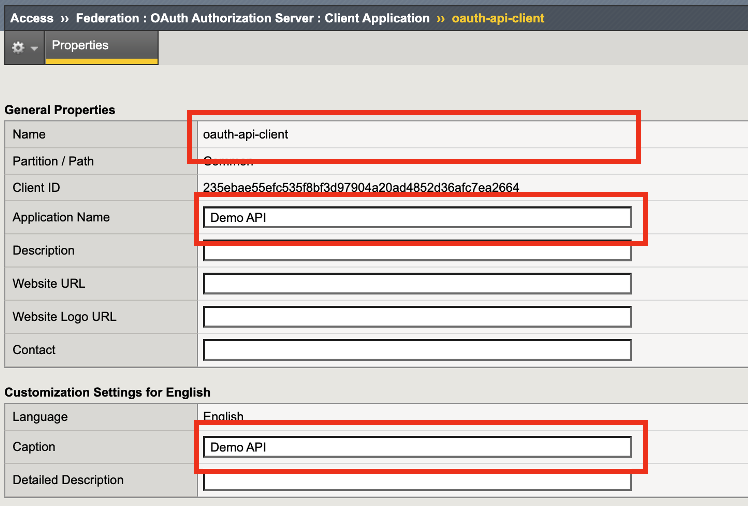 Access ›› Federation : OAuth Authorization Server : Client Application ›› oauth-api-client
Properties
General Properties
Name oauth-api-client
Partition / Path Common
Client ID 235ebae55efc535f8bf3d97904a20ad4852d36afc7ea2664
Application Name Demo API
Description
Website URL
Website Logo URL
Contact
Customization Settings for English
Language English
Caption Demo API
Detailed Description